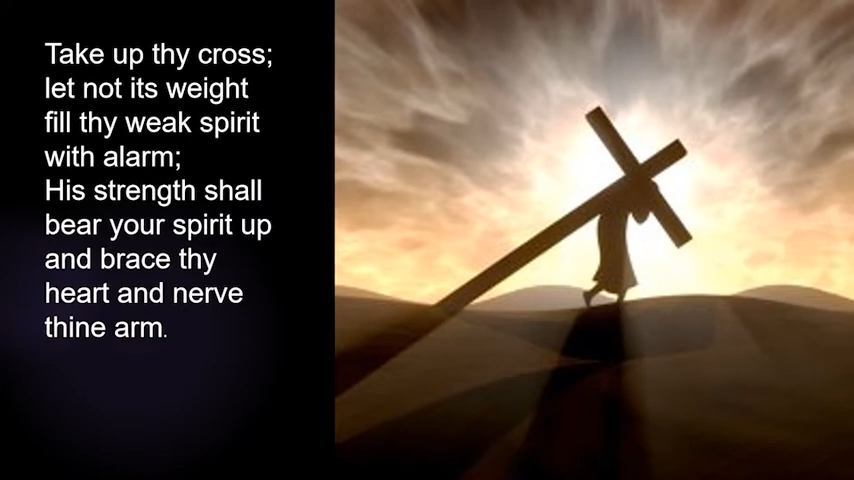 Take up thy cross;
let not its weight
fill thy weak spirit
with alarm;
His strength shall
bear your spirit up
and brace thy
heart and nerve
thine arm.